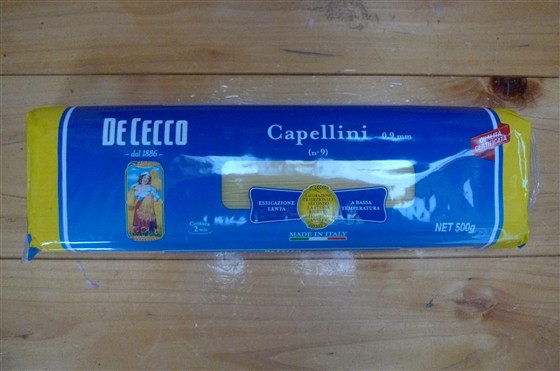 DE CECCO
dal 1886
Capellini 0,9 mm
(n°9)
ESSICAZIONE
LENTA
A BASSA
TEMPERATURA
MADE IN ITALY
NET 500g